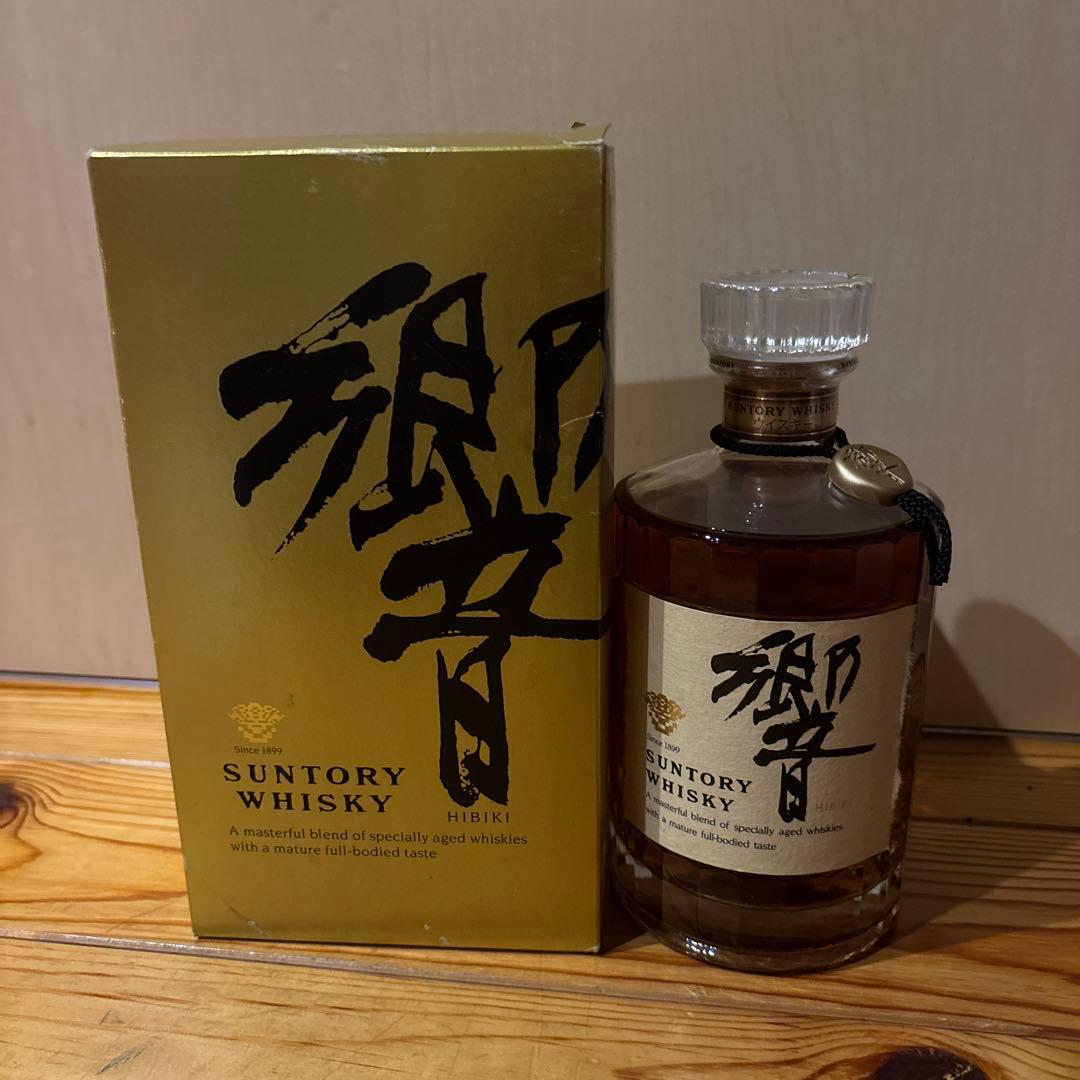 響
Since 1899
SUNTORY
WHISKY
HIBIKI
A masterful blend of specially aged whiskies
with a mature full-bodied taste
SUNTORY WHISKY
ウイスキー
響
Since 1899
SUNTORY
WHISKY
HIBIKI
A masterful blend of specially aged whiskies
with a mature full-bodied taste